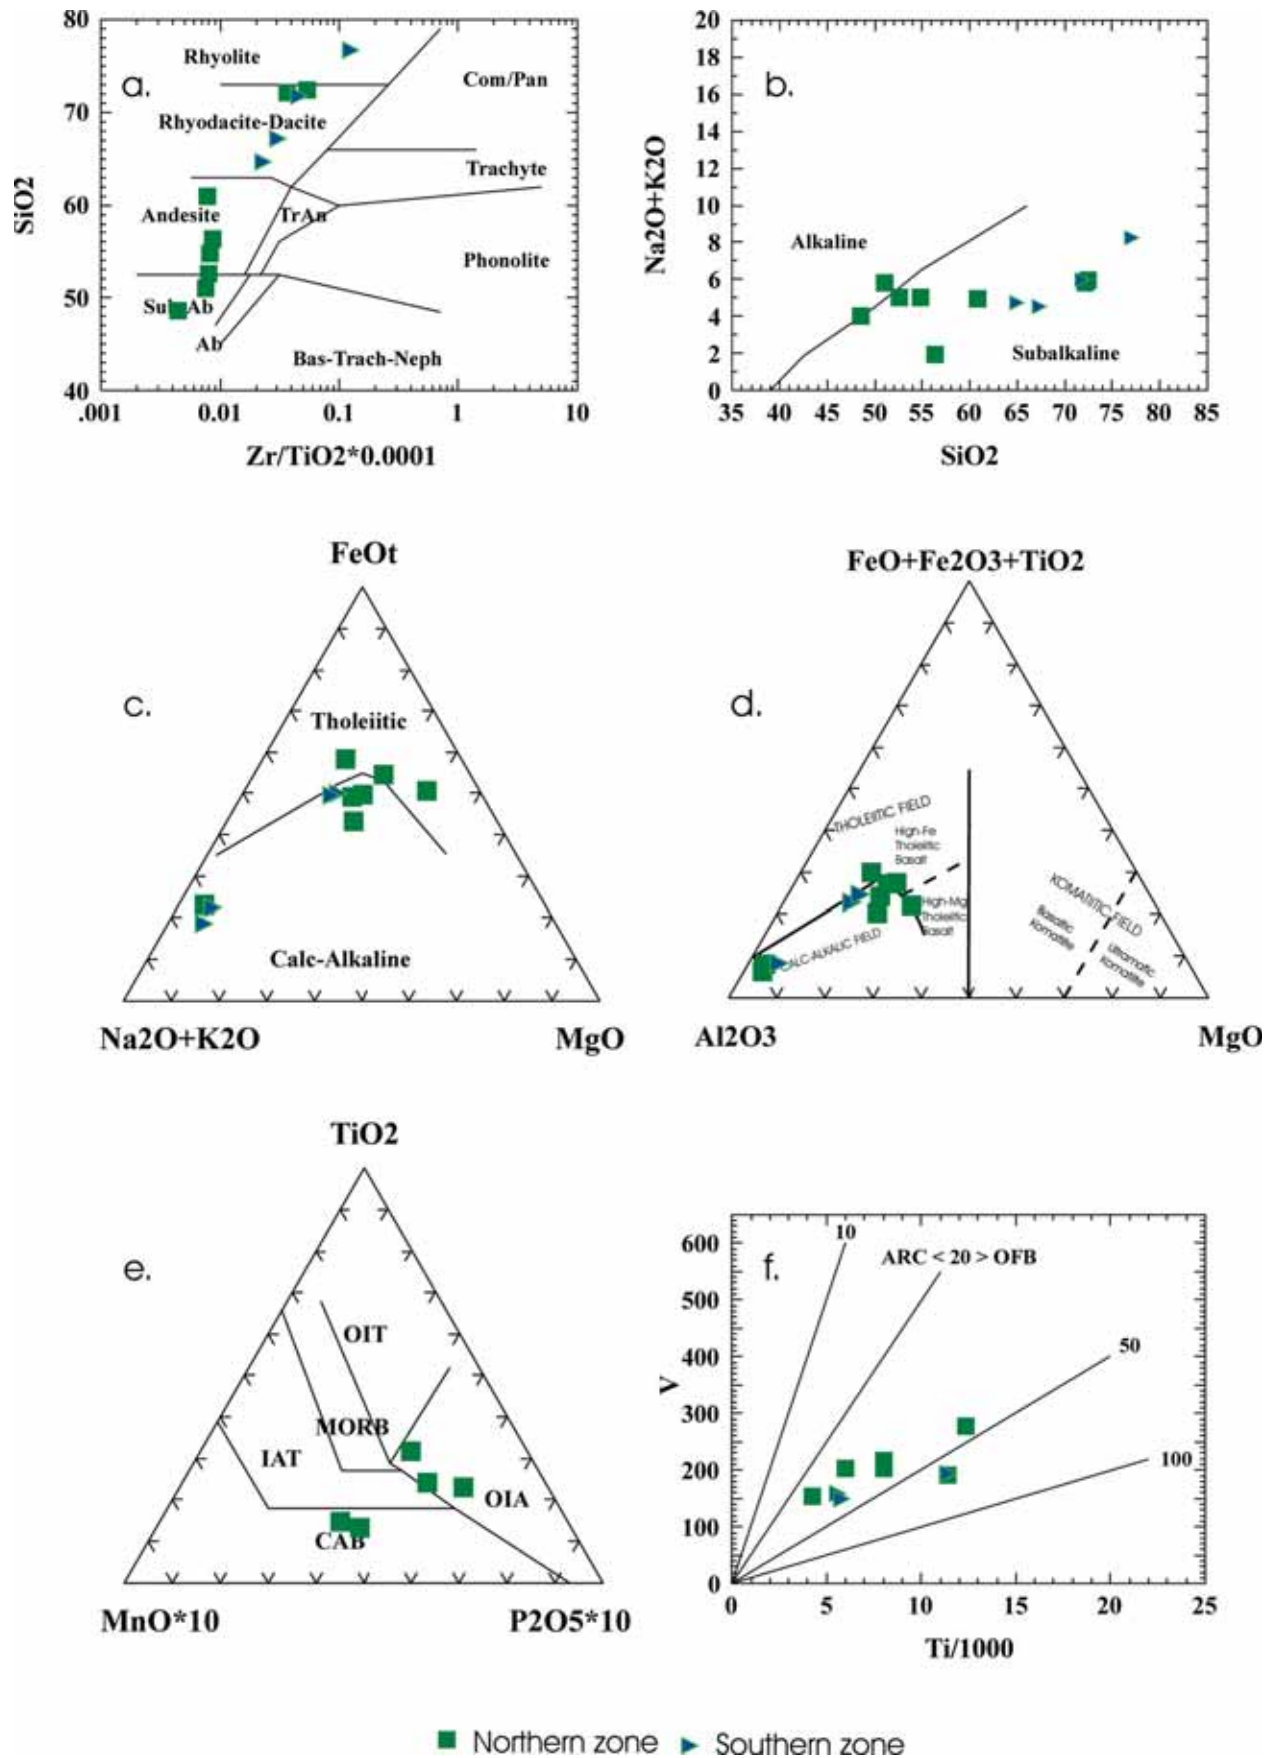 80
70
60
50
40
SiO2
a.
Rhyolite
Com/Pan
Rhyodacite-Dacite
Trachyte
Andesite
TrAn
Phonolite
Sub-Ab
Ab
Bas-Trach-Neph
.001
0.01
0.1
1
10
Zr/TiO2*0.0001
20
18
16
14
12
10
8
6
4
2
0
Na2O+K2O
b.
Alkaline
Subalkaline
35 40 45 50 55 60 65 70 75 80 85
SiO2
FeOt
c.
Tholeiitic
Calc-Alkaline
Na2O+K2O
MgO
FeO+Fe2O3+TiO2
d.
THOLEIITIC FIELD
High-Fe
Tholeiitic
Basalt
High-Mg
Tholeiitic
Basalt
CALC-ALKALIC FIELD
KOMATIITIC FIELD
Basaltic
Komatiite
Ultramafic
Komatiite
Al2O3
MgO
TiO2
e.
OIT
MORB
IAT
OIA
CAB
MnO*10
P2O5*10
600
500
400
300
200
100
0
V
f.
10
ARC < 20 > OFB
50
100
0 5 10 15 20 25
Ti/1000
Northern zone
Southern zone